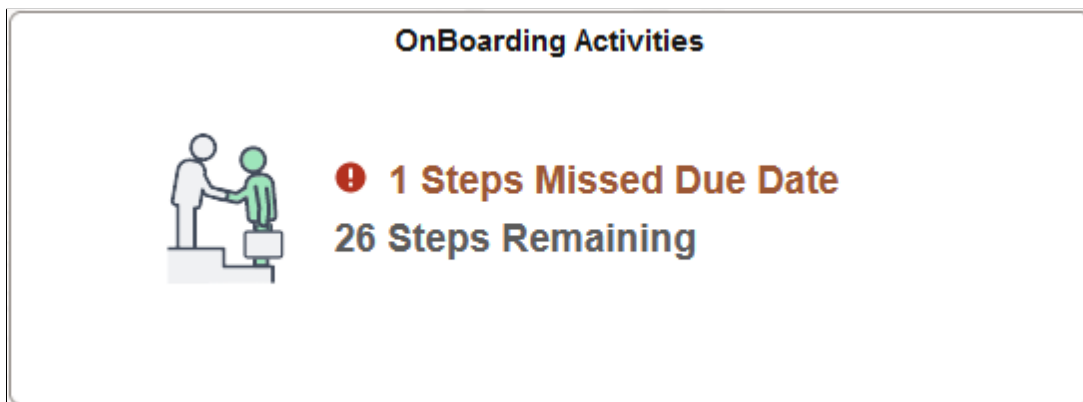 OnBoarding Activities
1 Steps Missed Due Date
26 Steps Remaining